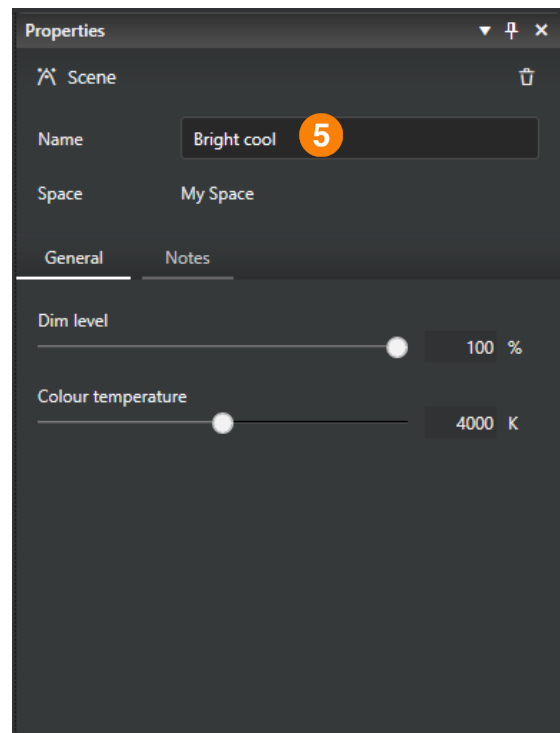 Properties
Scene
Name Bright cool 5
Space My Space
General Notes
Dim level
100 %
Colour temperature
4000 K